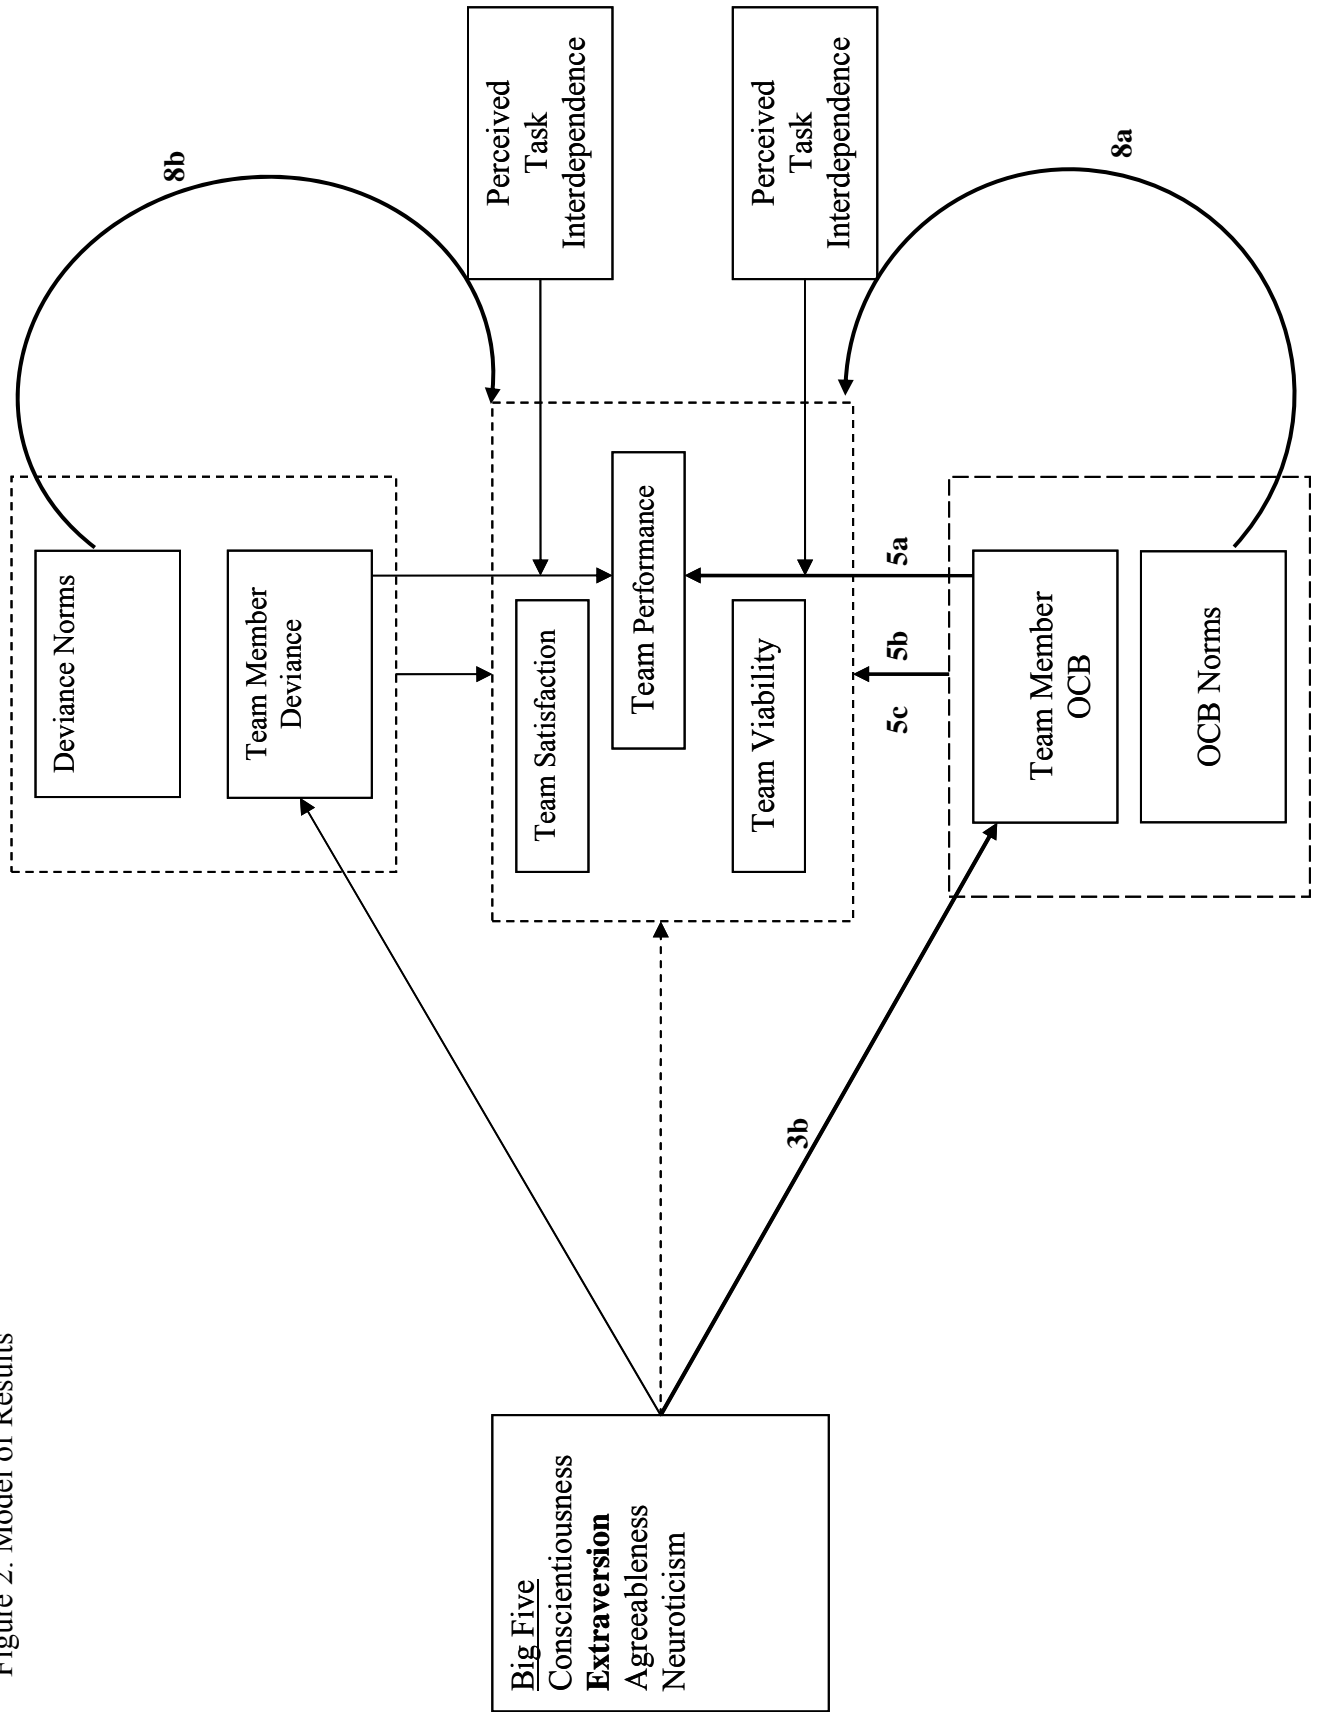 Figure 2. Model of Results
Deviance Norms
8b
Team Member
Deviance
Perceived
Task
Interdependence
Big Five
Conscientiousness
Extraversion
Agreeableness
Neuroticism
Team Satisfaction
Team Performance
Team Viability
Perceived
Task
Interdependence
3b
5c
5b
5a
Team Member
OCB
8a
OCB Norms